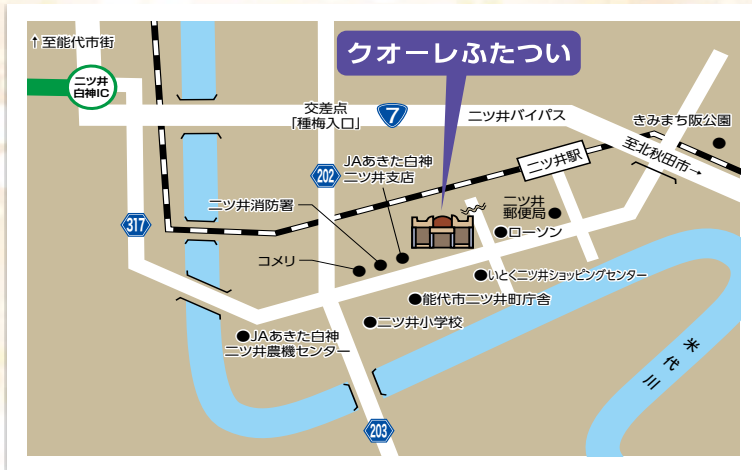 ↑至能代市街
クオーレふたつい
二ツ井
白神IC
交差点
「種梅入口」
7
二ツ井バイパス
きみまち阪公園
至北秋田市→
JAあきた白神
二ツ井支店
202
二ツ井駅
二ツ井消防署
二ツ井
郵便局●
317
●ローソン
コメリ
●いとく二ツ井ショッピングセンター
●能代市二ツ井町庁舎
●二ツ井小学校
●JAあきた白神
二ツ井農機センター
米代川
203